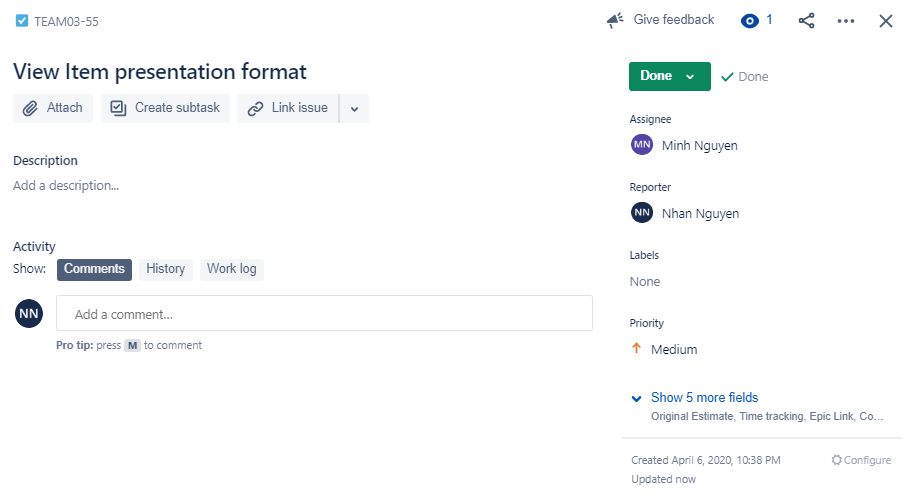 TEAM03-55
Give feedback
1
View Item presentation format
Attach
Create subtask
Link issue
Description
Add a description...
Activity
Show:
Comments
History
Work log
NN
Add a comment...
Pro tip: press M to comment
Done
Done
Assignee
MN
Minh Nguyen
Reporter
NN
Nhan Nguyen
Labels
None
Priority
Medium
Show 5 more fields
Original Estimate, Time tracking, Epic Link, Co...
Created April 6, 2020, 10:38 PM
Configure
Updated now